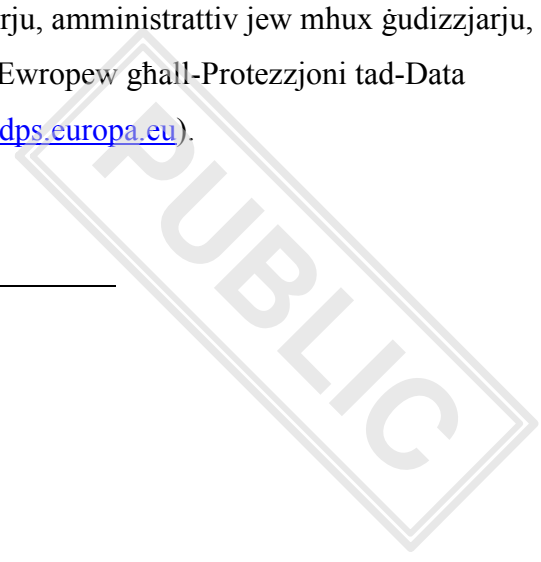 rju, amministrattiv jew mhux ġudizzjarju,
Ewropew għall-Protezzjoni tad-Data
dps.europa.eu).
PUBLIC